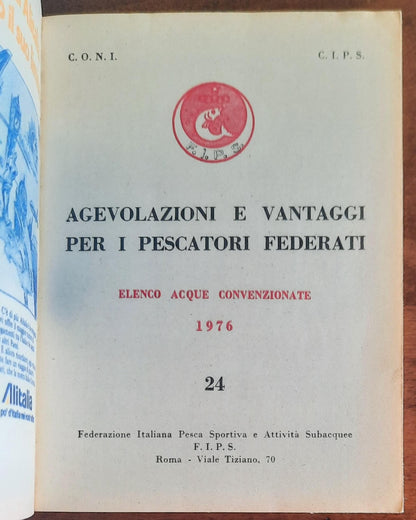 C. O. N. I.
C. I. P. S.
F. I. P. S.
AGEVOLAZIONI E VANTAGGI
PER I PESCATORI FEDERATI
ELENCO ACQUE CONVENZIONATE
1976
24
Federazione Italiana Pesca Sportiva e Attività Subacquee
F. I. P. S.
Roma - Viale Tiziano, 70
Alitalia